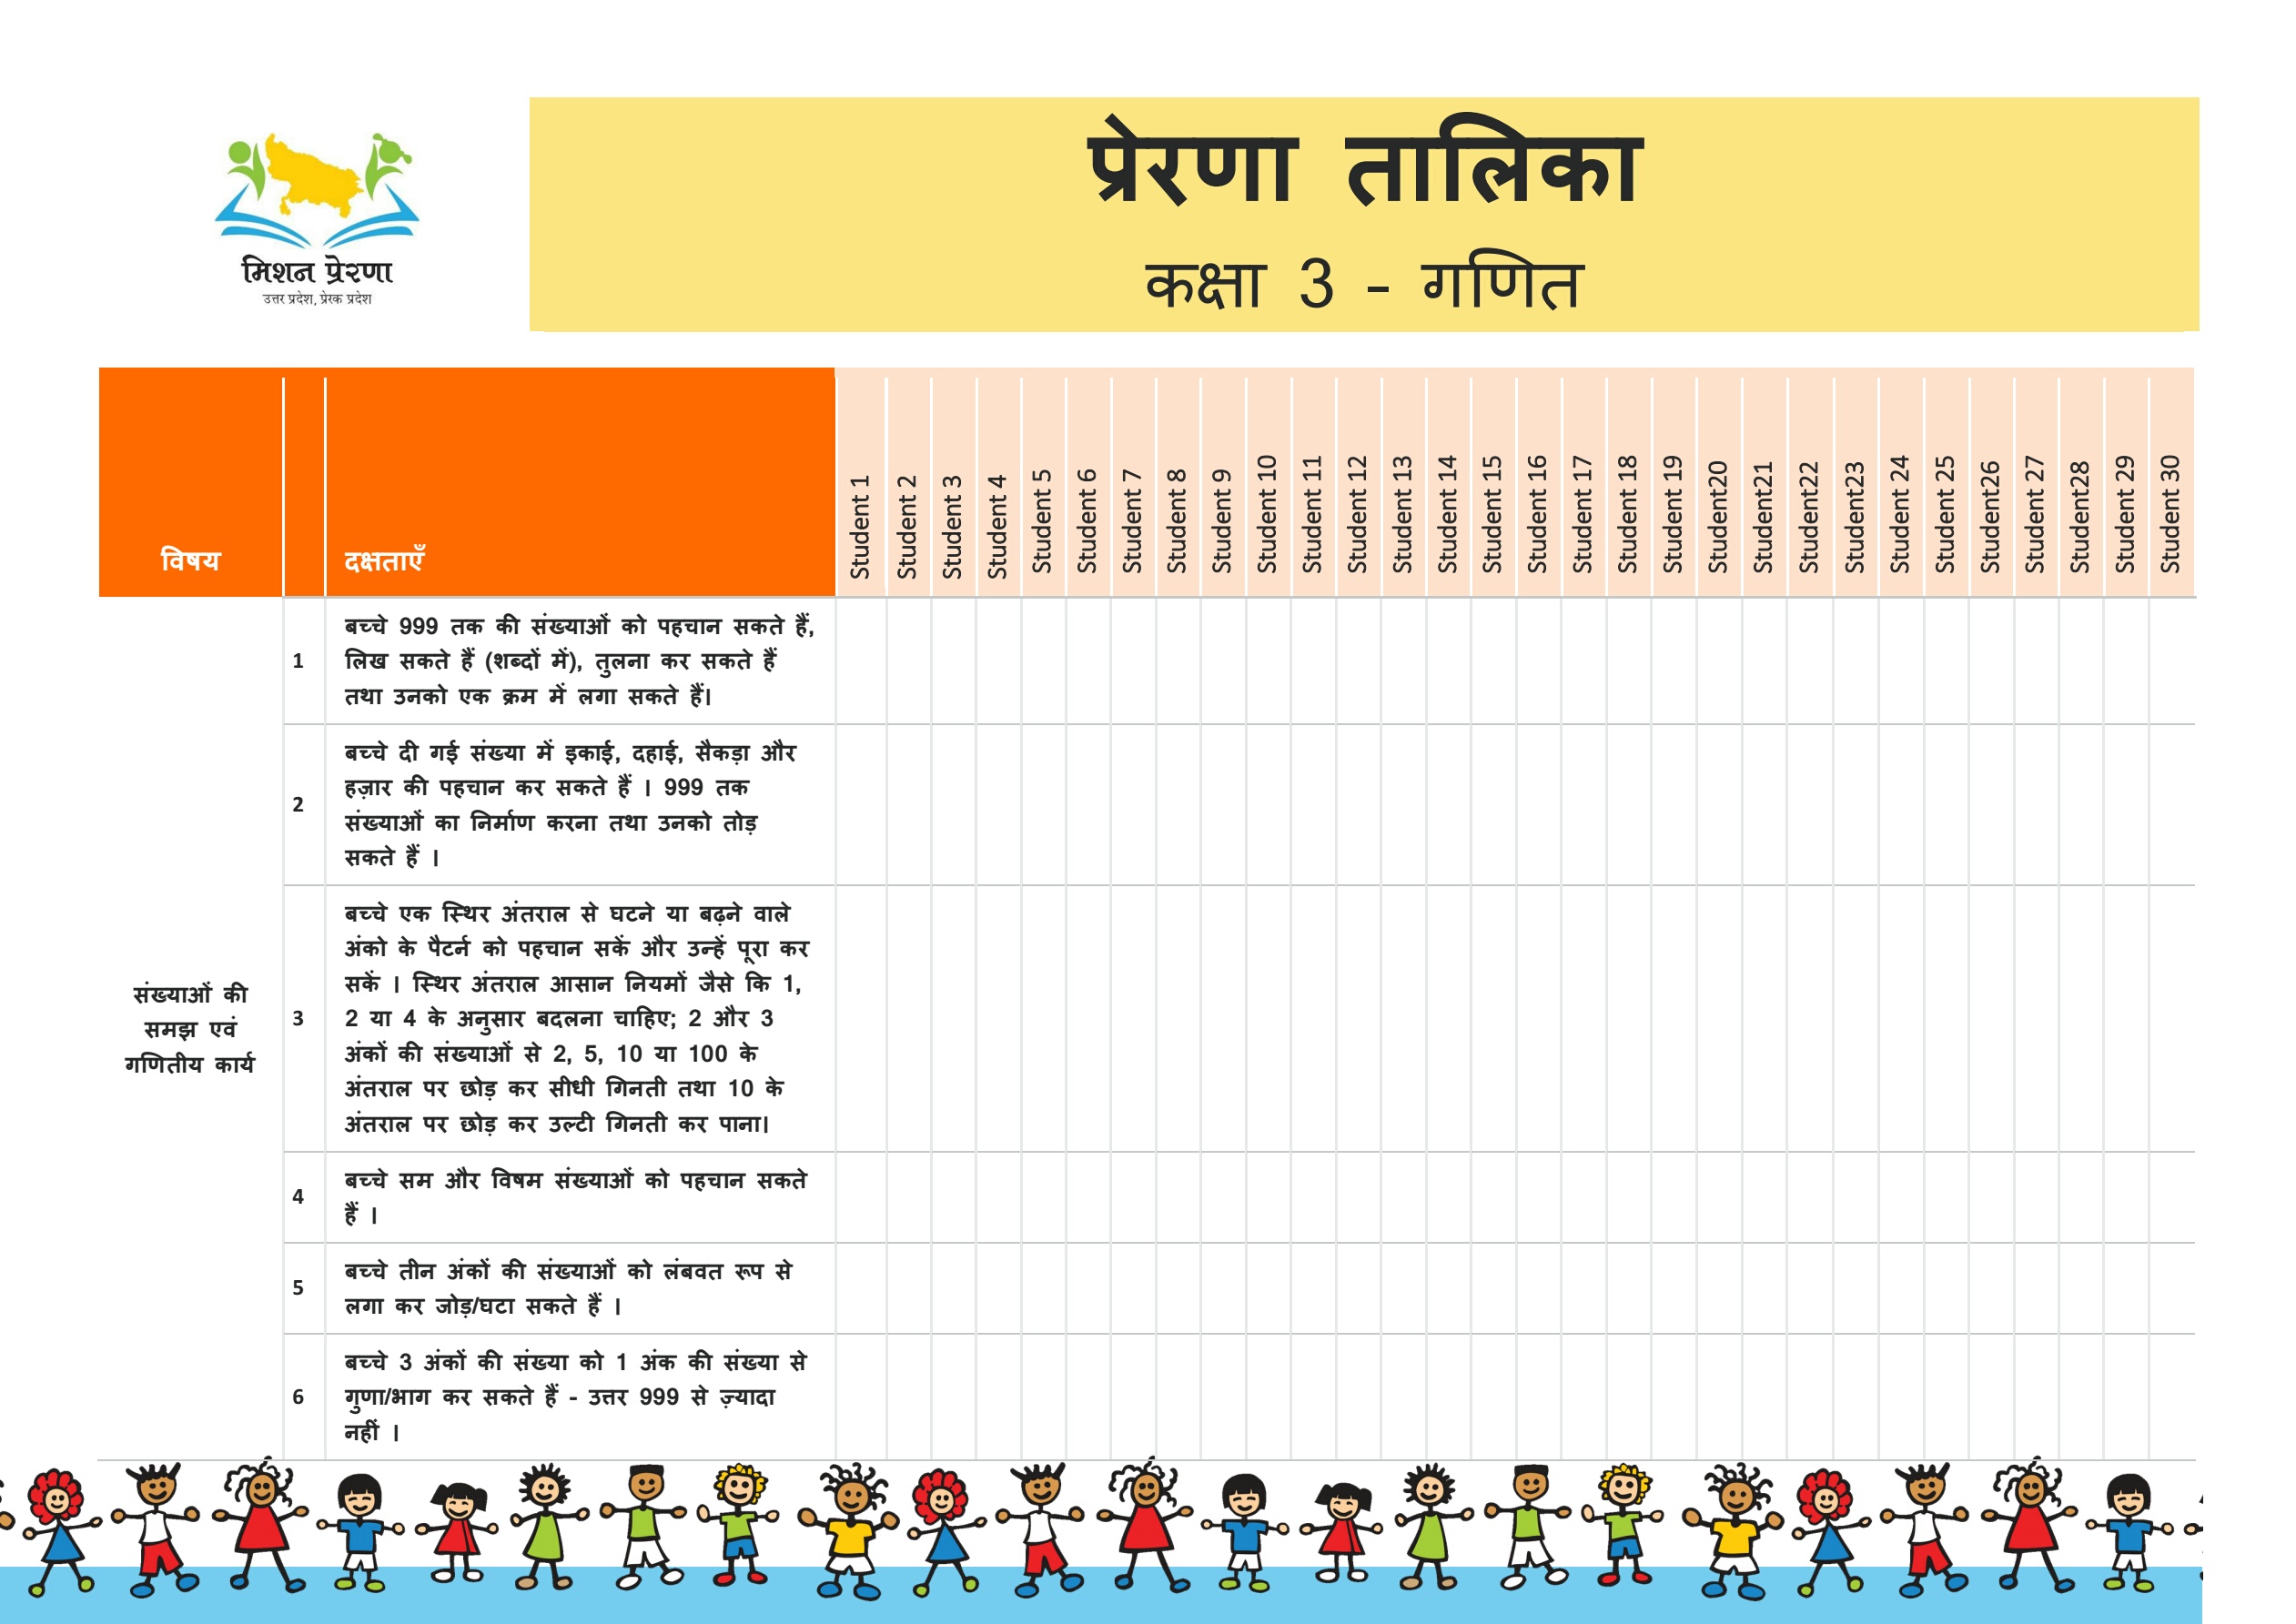 मिशन प्रेरणा
उत्तर प्रदेश, प्रेरक प्रदेश
प्रेरणा तालिका
कक्षा 3 - गणित
विषय
दक्षताएँ
Student 1
Student 2
Student 3
Student 4
Student 5
Student 6
Student 7
Student 8
Student 9
Student 10
Student 11
Student 12
Student 13
Student 14
Student 15
Student 16
Student 17
Student 18
Student 19
Student20
Student21
Student22
Student23
Student 24
Student 25
Student26
Student 27
Student28
Student 29
Student 30
संख्याओं की
समझ एवं
गणितीय कार्य
1
बच्चे 999 तक की संख्याओं को पहचान सकते हैं,
लिख सकते हैं (शब्दों में), तुलना कर सकते हैं
तथा उनको एक क्रम में लगा सकते हैं।
2
बच्चे दी गई संख्या में इकाई, दहाई, सैकड़ा और
हज़ार की पहचान कर सकते हैं । 999 तक
संख्याओं का निर्माण करना तथा उनको तोड़
सकते हैं ।
3
बच्चे एक स्थिर अंतराल से घटने या बढ़ने वाले
अंको के पैटर्न को पहचान सकें और उन्हें पूरा कर
सकें । स्थिर अंतराल आसान नियमों जैसे कि 1,
2 या 4 के अनुसार बदलना चाहिए; 2 और 3
अंकों की संख्याओं से 2, 5, 10 या 100 के
अंतराल पर छोड़ कर सीधी गिनती तथा 10 के
अंतराल पर छोड़ कर उल्टी गिनती कर पाना।
4
बच्चे सम और विषम संख्याओं को पहचान सकते
हैं ।
5
बच्चे तीन अंकों की संख्याओं को लंबवत रूप से
लगा कर जोड़/घटा सकते हैं ।
6
बच्चे 3 अंकों की संख्या को 1 अंक की संख्या से
गुणा/भाग कर सकते हैं - उत्तर 999 से ज़्यादा
नहीं ।